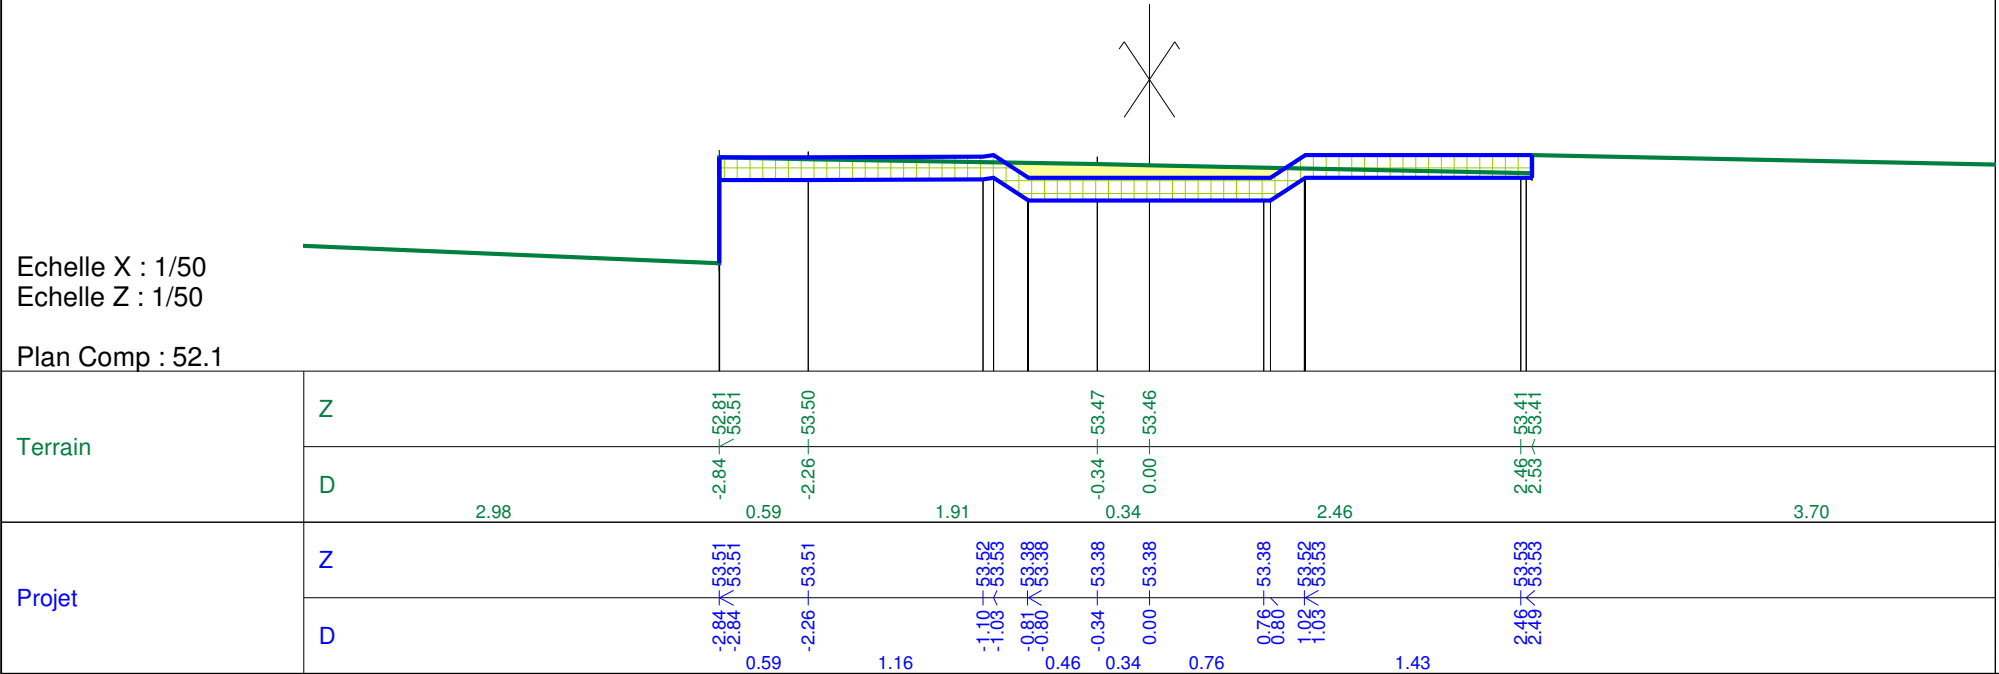 Echelle X : 1/50
Echelle Z : 1/50
Plan Comp : 52.1
Terrain
Z
52.81 53.51 53.50 53.47 53.46 53.41 53.41
D
-2.84 -2.26 -0.34 0.00 2.46 2.53
2.98 0.59 1.91 0.34 2.46 3.70
Projet
Z
53.51 53.51 53.51 53.52 53.53 53.38 53.38 53.38 53.38 53.38 53.52 53.53 53.53 53.53
D
-2.84 -2.84 -2.26 -1.10 -1.03 -0.81 -0.80 -0.34 0.00 0.76 0.80 1.02 1.03 2.46 2.49
0.59 1.16 0.46 0.34 0.76 1.43